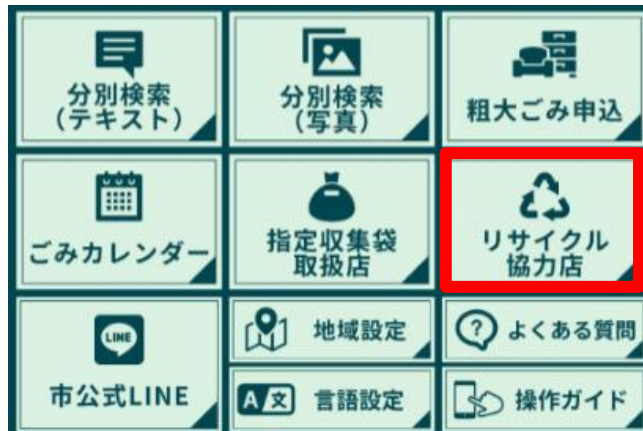 分別検索
(テキスト)
分別検索
(写真)
粗大ごみ申込
ごみカレンダー
指定収集袋
取扱店
リサイクル
協力店
LINE
市公式LINE
地域設定
? よくある質問
A文 言語設定
操作ガイド